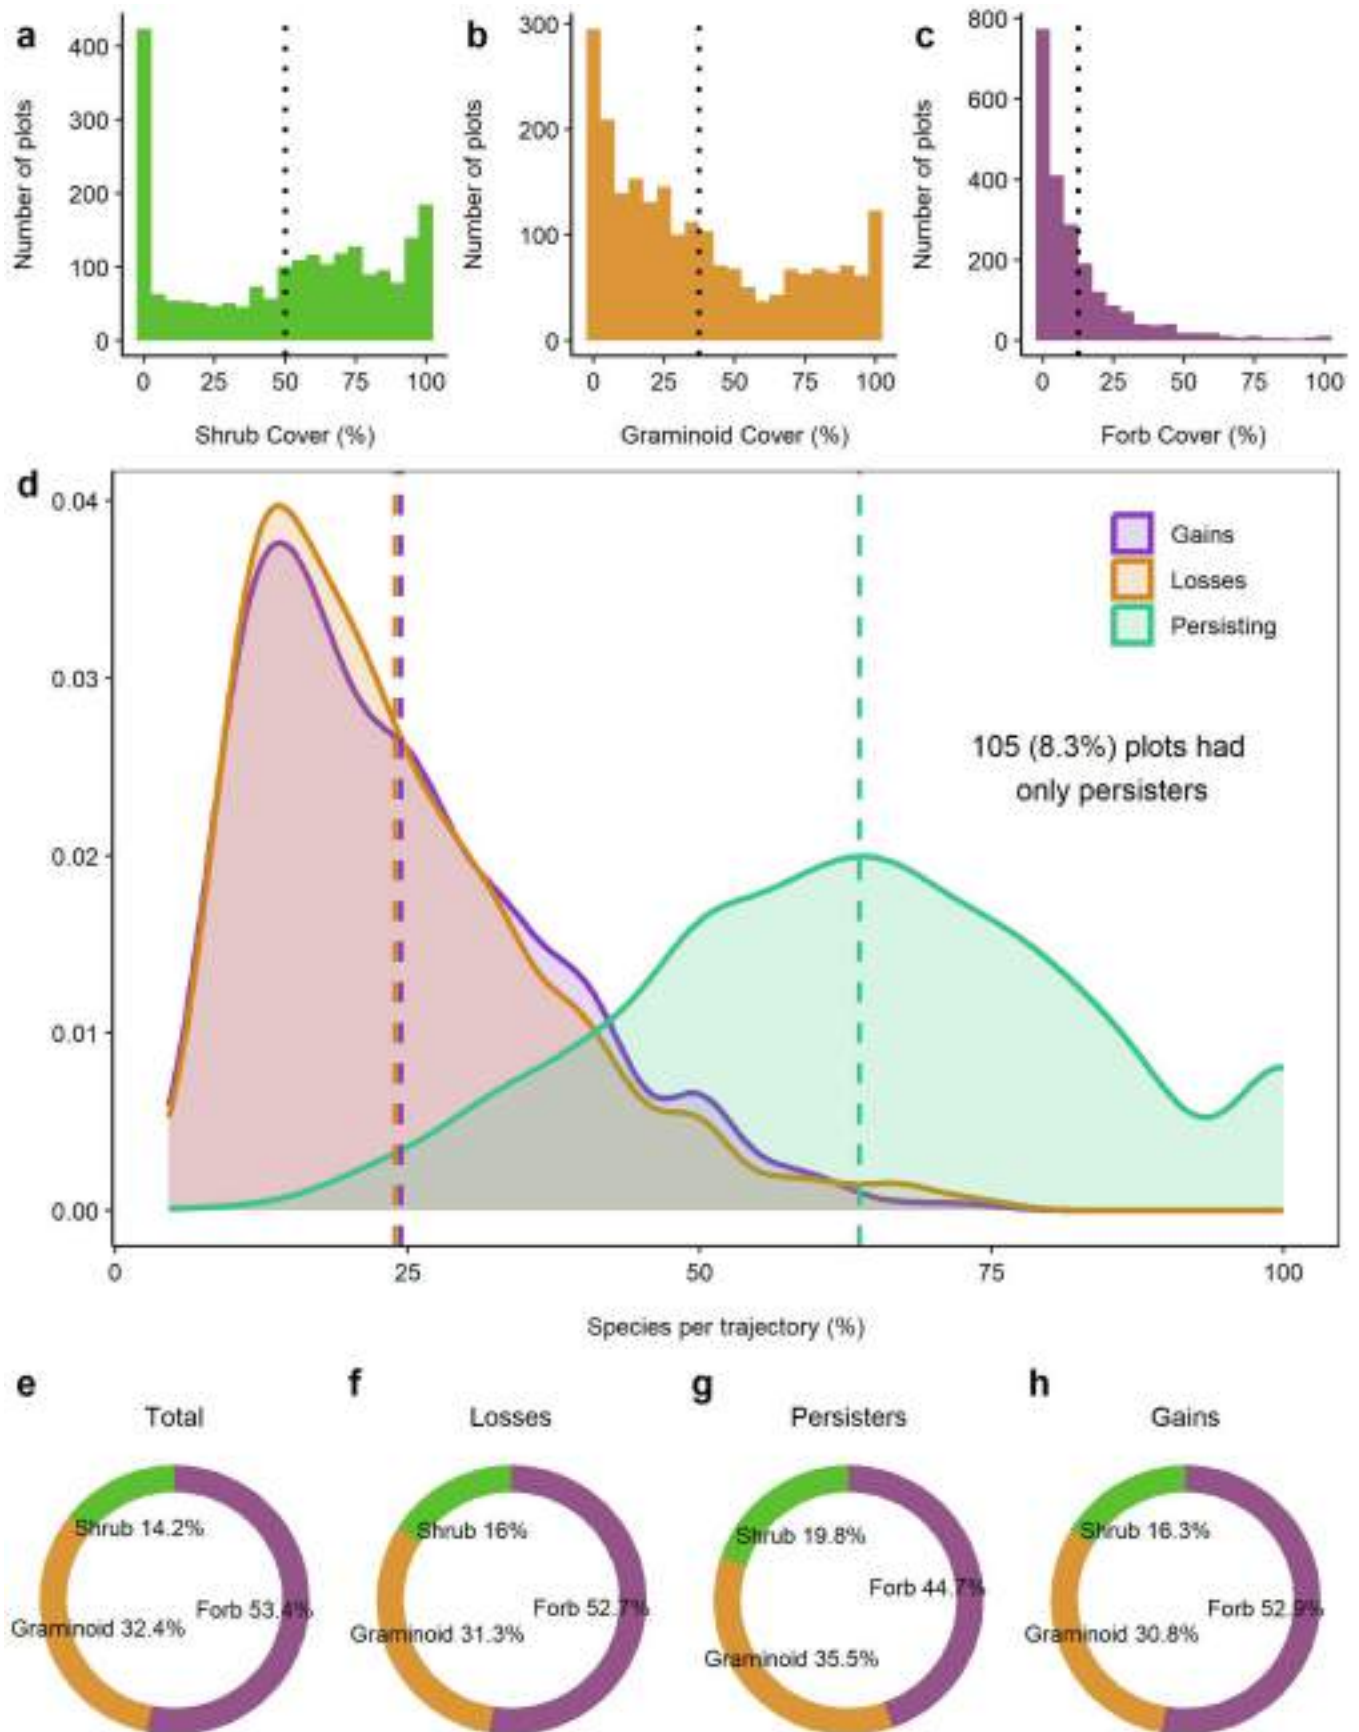 a
b
c
Number of plots
400
300
200
100
0
0 25 50 75 100
Shrub Cover (%)
Number of plots
300
200
100
0
0 25 50 75 100
Graminoid Cover (%)
Number of plots
800
600
400
200
0
0 25 50 75 100
Forb Cover (%)
d
0.04
0.03
0.02
0.01
0.00
Gains
Losses
Persisting
105 (8.3%) plots had
only persisters
0 25 50 75 100
Species per trajectory (%)
e
Total
Shrub 14.2%
Forb 53.4%
Graminoid 32.4%
f
Losses
Shrub 16%
Forb 52.7%
Graminoid 31.3%
g
Persisters
Shrub 19.8%
Forb 44.7%
Graminoid 35.5%
h
Gains
Shrub 16.3%
Forb 52.9%
Graminoid 30.8%